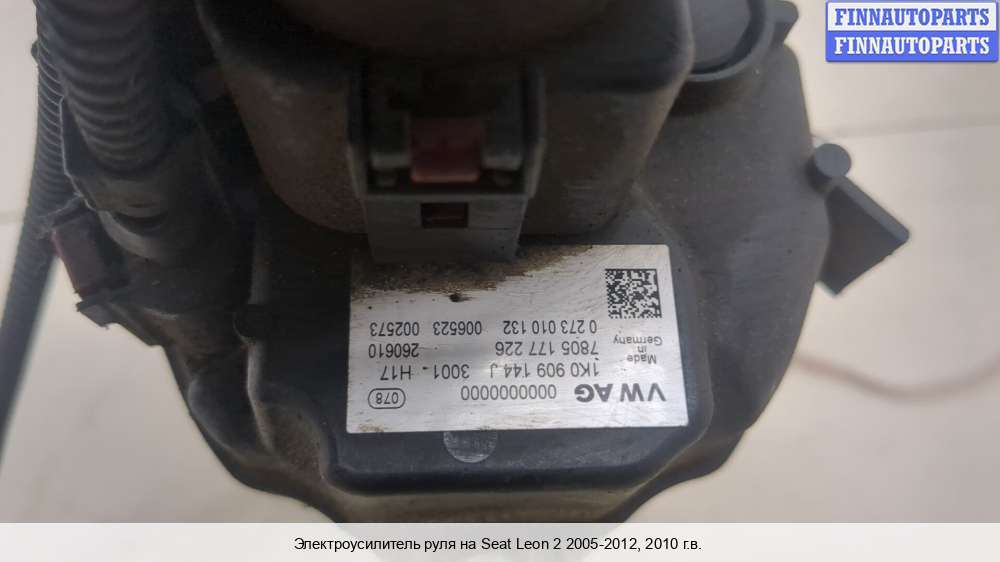 FINNAUTOPARTS
FINNAUTOPARTS
VW AG 0000000000 078
1K0 909 144 J 3001 - H17
7805 177 226 260610
0 273 010 132 006523 002573
Made
in
Germany
Электроусилитель руля на Seat Leon 2 2005-2012, 2010 г.в.